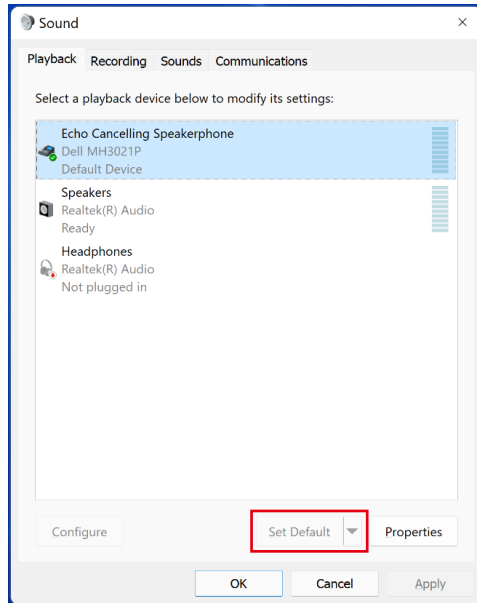 Sound
Playback Recording Sounds Communications
Select a playback device below to modify its settings:
Echo Cancelling Speakerphone
Dell MH3021P
Default Device
Speakers
Realtek(R) Audio
Ready
Headphones
Realtek(R) Audio
Not plugged in
Configure Set Default Properties
OK Cancel Apply